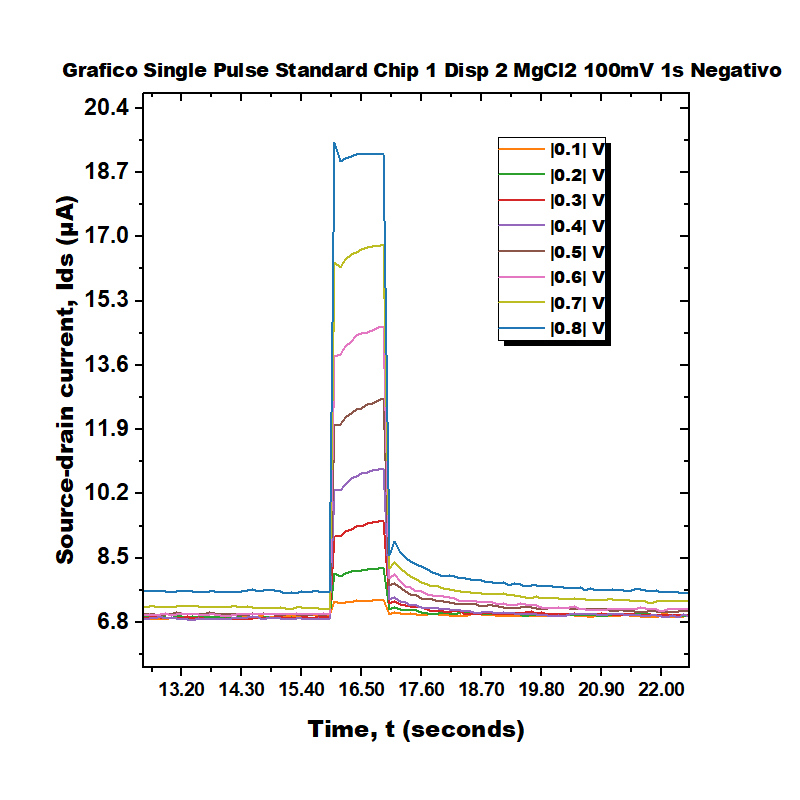 Grafico Single Pulse Standard Chip 1 Disp 2 MgCl2 100mV 1s Negativo
20.4
18.7
17.0
15.3
13.6
11.9
10.2
8.5
6.8
Source-drain current, Ids (µA)
|0.1| V
|0.2| V
|0.3| V
|0.4| V
|0.5| V
|0.6| V
|0.7| V
|0.8| V
13.20 14.30 15.40 16.50 17.60 18.70 19.80 20.90 22.00
Time, t (seconds)